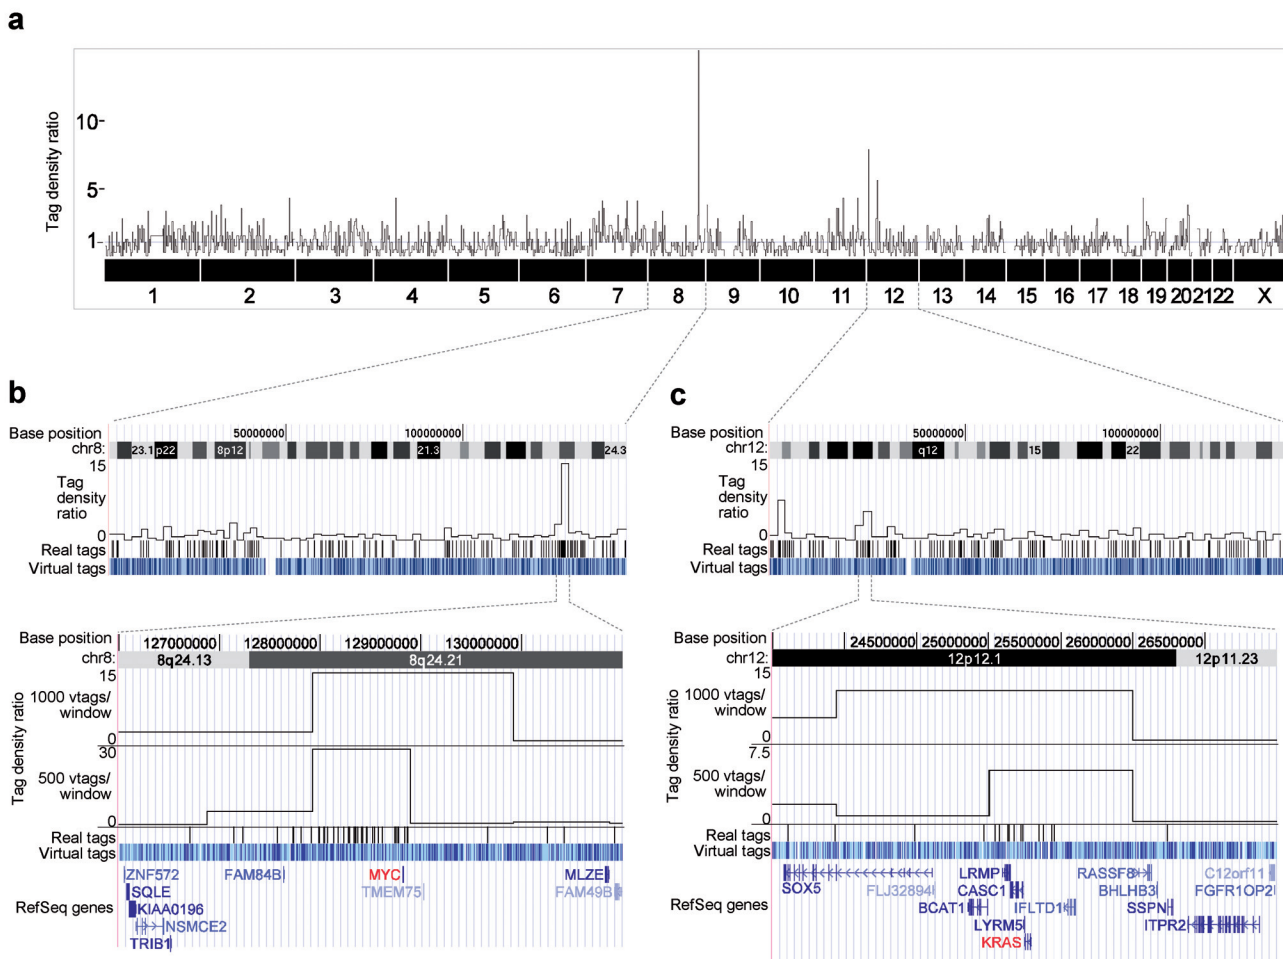 a
Tag density ratio
10-
5-
1-
1 2 3 4 5 6 7 8 9 10 11 12 13 14 15 16 17 18 19 20 21 22 X
b
Base position 50000000 100000000
chr8: 23.1 p22 8p12 21.3 24.3
15
Tag
density
ratio
0
Real tags
Virtual tags
Base position 127000000 128000000 129000000 130000000
chr8: 8q24.13 8q24.21
Tag density ratio
15
1000 vtags/
window
0
30
500 vtags/
window
0
Real tags
Virtual tags
ZNF572 FAM84B MYC MLZE
SQLE TMEM75 FAM49B
RefSeq genes KIAA0196
NSMCE2
TRIB1
c
Base position 50000000 100000000
chr12: q12 15 22
15
Tag
density
ratio
0
Real tags
Virtual tags
Base position 24500000 25000000 25500000 26000000 26500000
chr12: 12p12.1 12p11.23
Tag density ratio
15
1000 vtags/
window
0
7.5
500 vtags/
window
0
Real tags
Virtual tags
LRMP RASSF8 C12orf11
SOX5 FLJ32894 CASC1 BHLHB3 FGFR1OP2
RefSeq genes BCAT1 IFLTD1 SSPN
LYRM5 ITPR2
KRAS